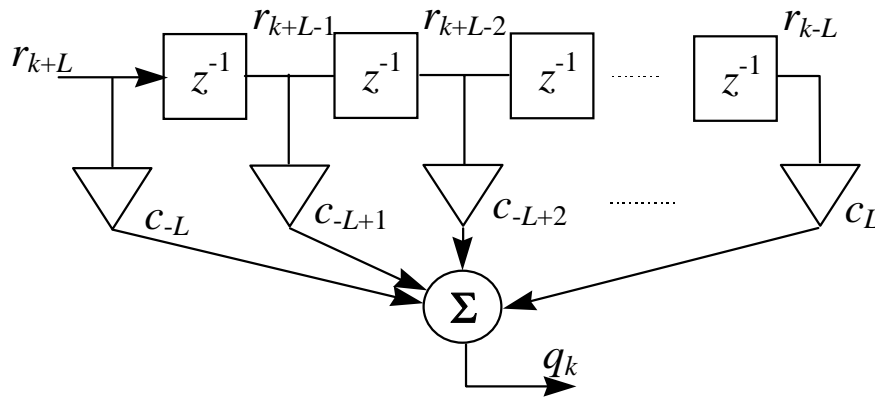 r_{k+L-1} r_{k+L-2} r_{k-L}
r_{k+L} z^{-1} z^{-1} z^{-1} ........ z^{-1}
c_{-L} c_{-L+1} c_{-L+2} ........ c_L
Σ
q_k